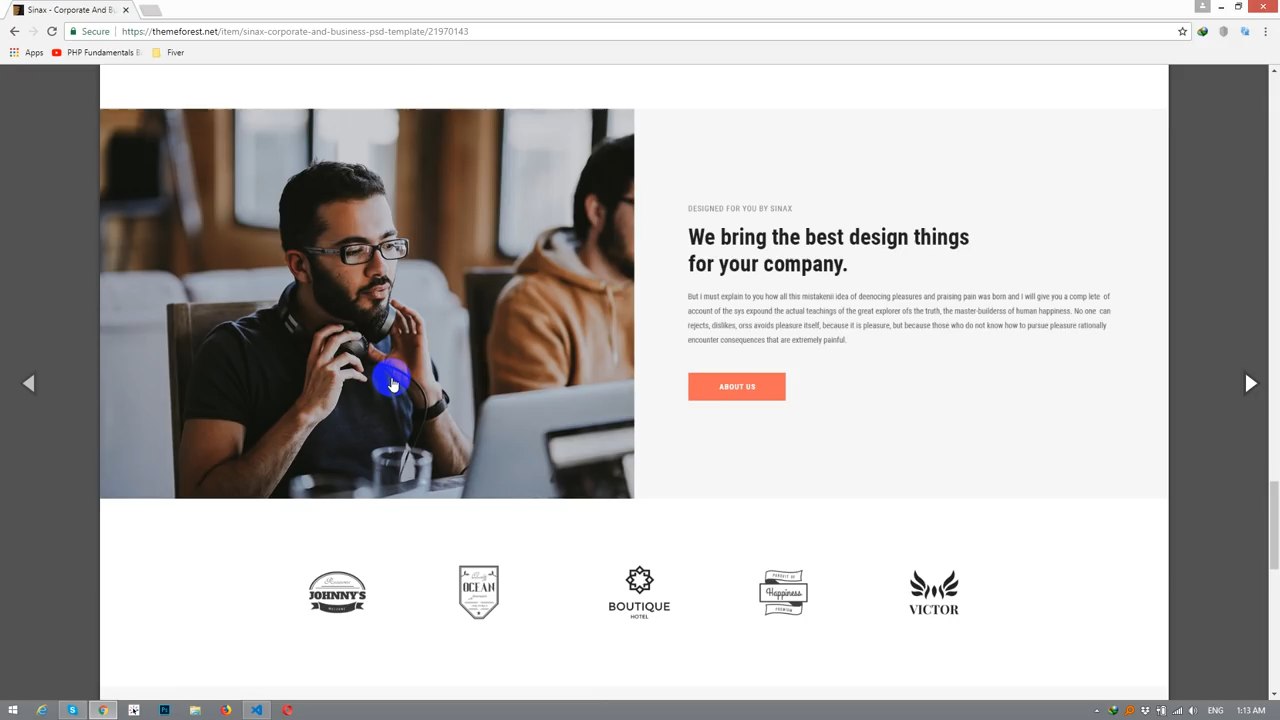 Sinax - Corporate And B
Secure
https://themeforest.net/item/sinax-corporate-and-business-psd-template/21970143
Apps
PHP Fundamentals B
Fiver
DESIGNED FOR YOU BY SINAX
We bring the best design things
for your company.
But I must explain to you how all this mistakenii idea of deenocing pleasures and praising pain was born and I will give you a comp lete of
account of the sys expound the actual teachings of the great explorer ofs the truth, the master-builderss of human happiness. No one can
rejects, dislikes, orss avoids pleasure itself, because it is pleasure, but because those who do not know how to pursue pleasure rationally
encounter consequences that are extremely painful.
ABOUT US
JOHNNY'S
OCEAN
BOUTIQUE
HOTEL
PURSUIT OF
Happiness
PREMIUM
VICTOR
ENG
1:13 AM